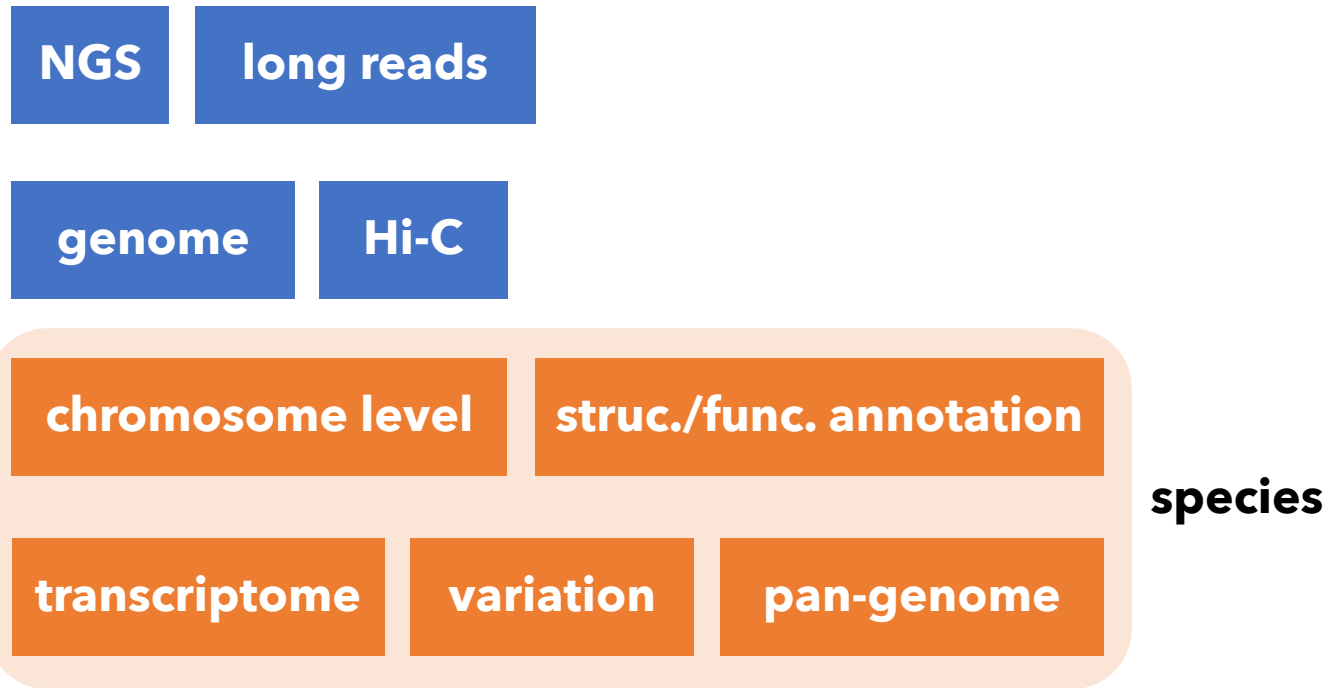 NGS long reads
genome Hi-C
chromosome level struc./func. annotation
species
transcriptome variation pan-genome